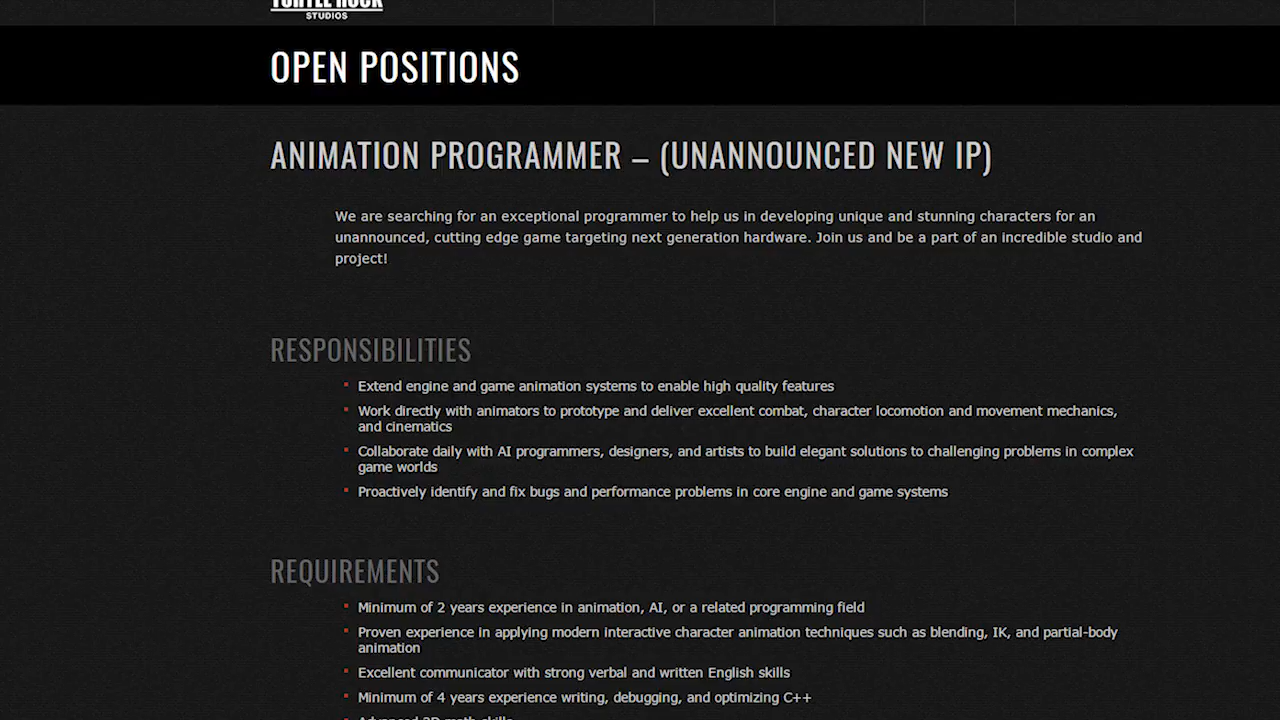 TURTLE ROCK
STUDIOS
OPEN POSITIONS
ANIMATION PROGRAMMER – (UNANNOUNCED NEW IP)
We are searching for an exceptional programmer to help us in developing unique and stunning characters for an
unannounced, cutting edge game targeting next generation hardware. Join us and be a part of an incredible studio and
project!
RESPONSIBILITIES
Extend engine and game animation systems to enable high quality features
Work directly with animators to prototype and deliver excellent combat, character locomotion and movement mechanics,
and cinematics
Collaborate daily with AI programmers, designers, and artists to build elegant solutions to challenging problems in complex
game worlds
Proactively identify and fix bugs and performance problems in core engine and game systems
REQUIREMENTS
Minimum of 2 years experience in animation, AI, or a related programming field
Proven experience in applying modern interactive character animation techniques such as blending, IK, and partial-body
animation
Excellent communicator with strong verbal and written English skills
Minimum of 4 years experience writing, debugging, and optimizing C++